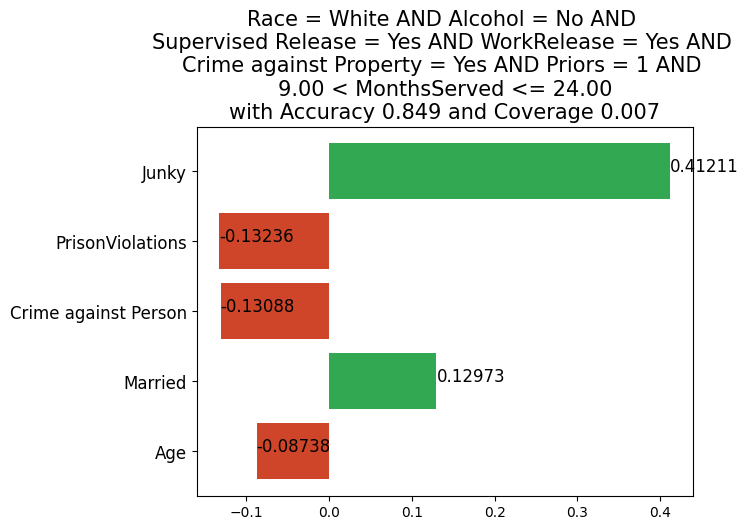 Race = White AND Alcohol = No AND
Supervised Release = Yes AND WorkRelease = Yes AND
Crime against Property = Yes AND Priors = 1 AND
9.00 < MonthsServed <= 24.00
with Accuracy 0.849 and Coverage 0.007
Junky
0.41211
PrisonViolations
-0.13236
Crime against Person
-0.13088
Married
0.12973
Age
-0.08738
−0.1 0.0 0.1 0.2 0.3 0.4